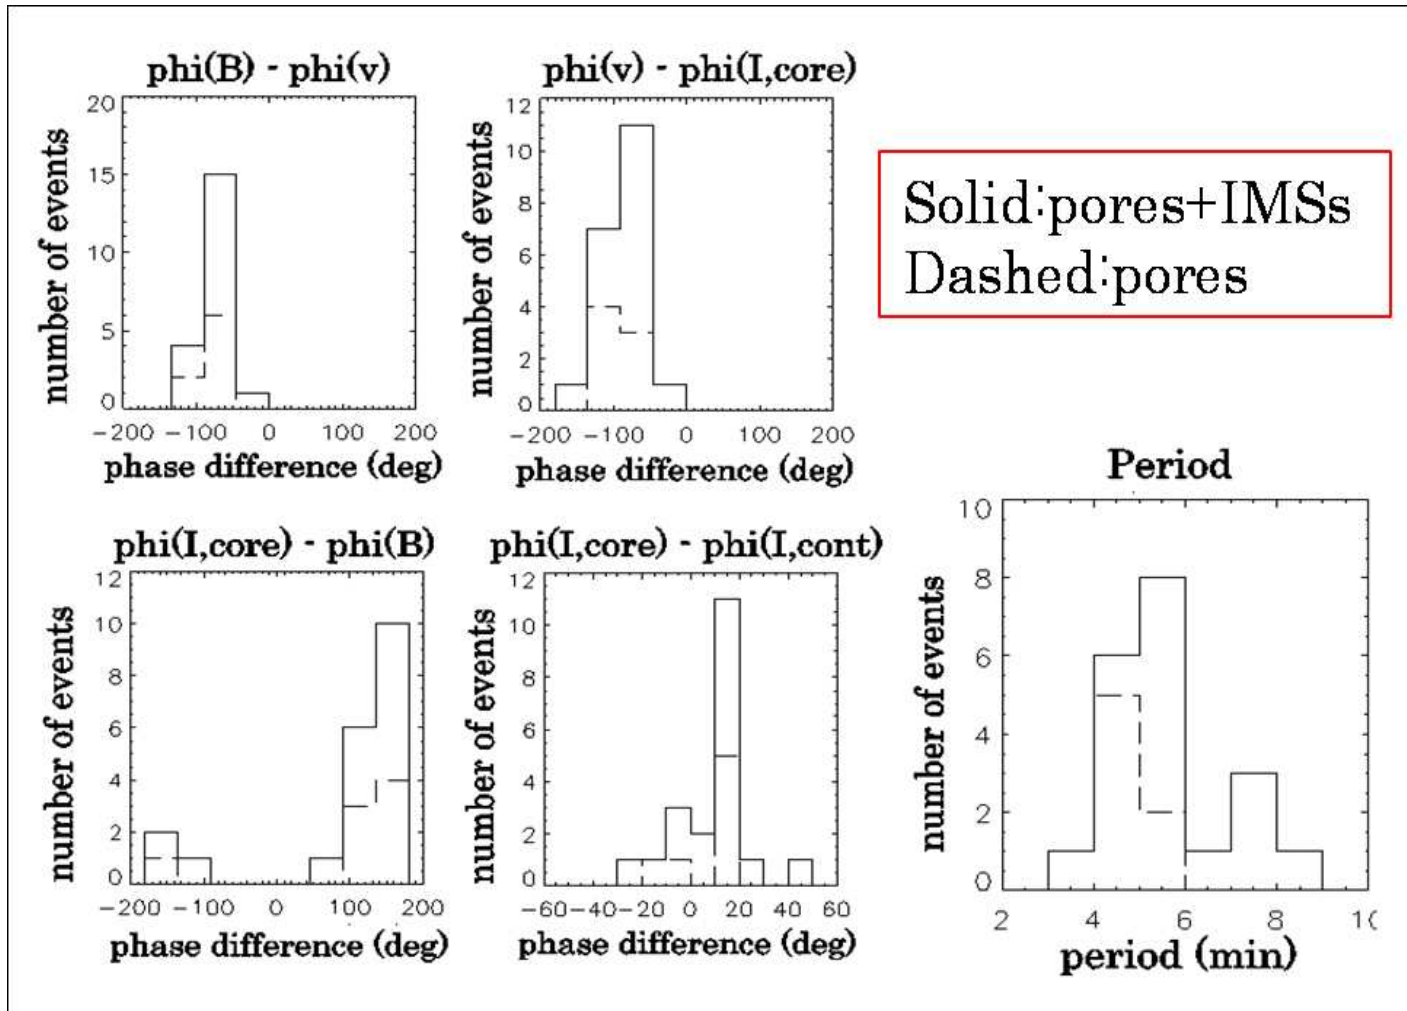 phi(B) - phi(v)
20
15
10
5
0
number of events
-200 -100 0 100 200
phase difference (deg)
phi(v) - phi(I,core)
12
10
8
6
4
2
0
number of events
-200 -100 0 100 200
phase difference (deg)
Solid:pores+IMSs
Dashed:pores
phi(I,core) - phi(B)
12
10
8
6
4
2
0
number of events
-200 -100 0 100 200
phase difference (deg)
phi(I,core) - phi(I,cont)
12
10
8
6
4
2
0
number of events
-60-40-20 0 20 40 60
phase difference (deg)
Period
10
8
6
4
2
0
number of events
2 4 6 8 10
period (min)